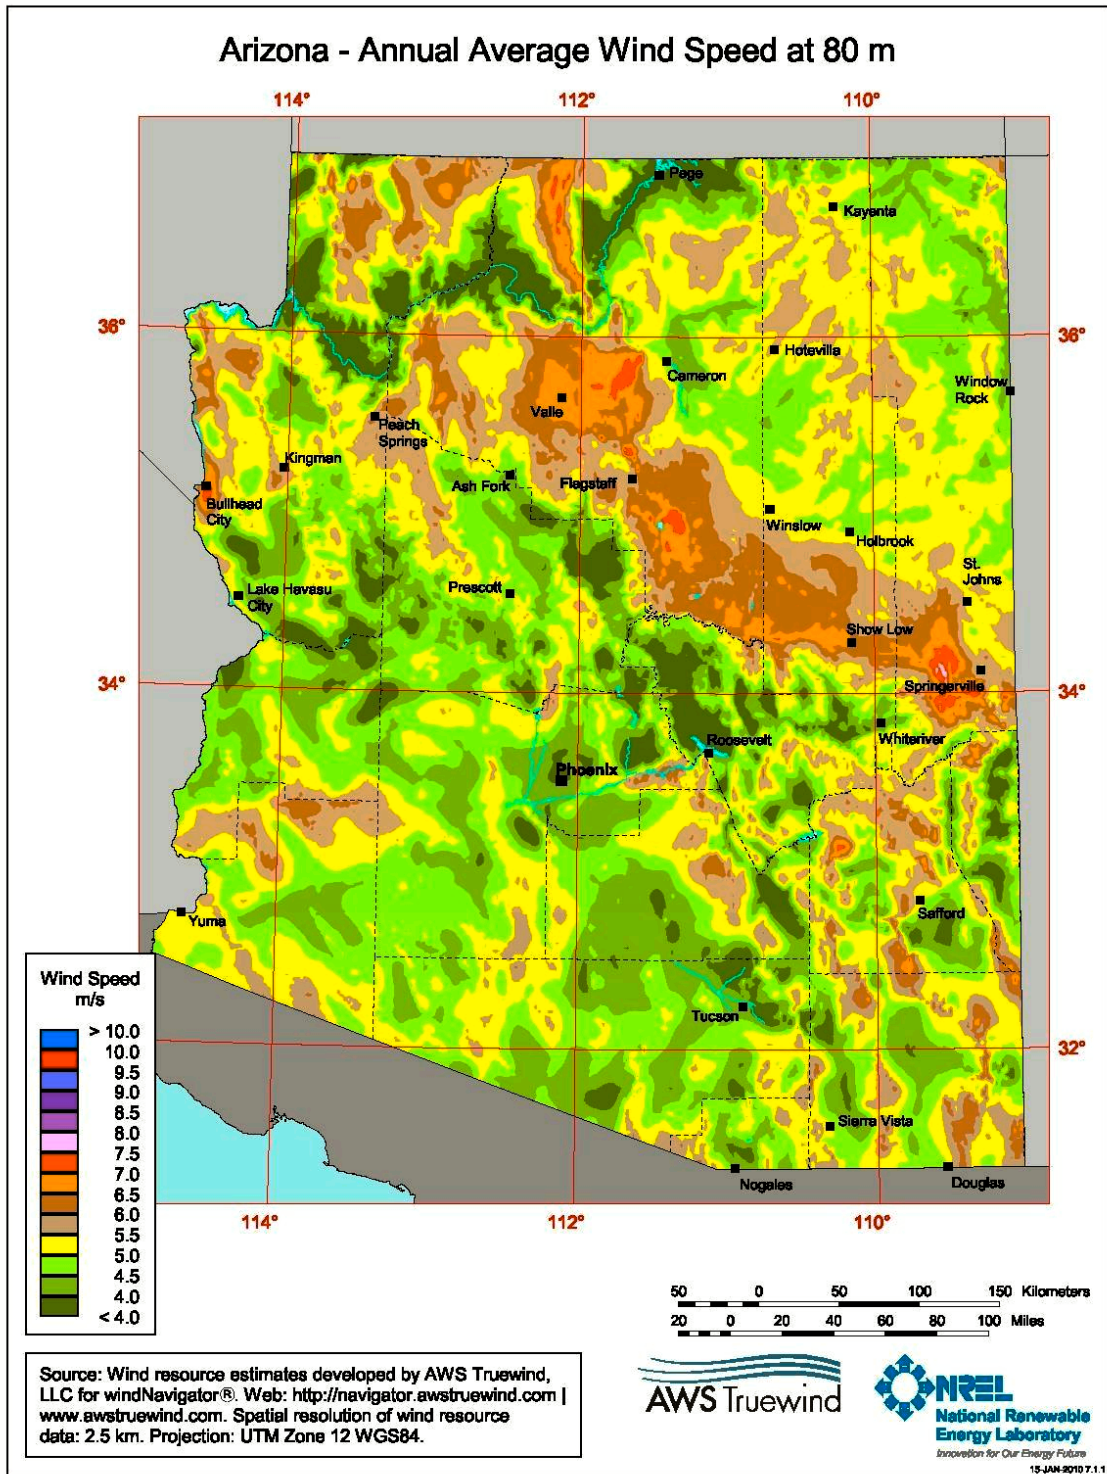 Arizona - Annual Average Wind Speed at 80 m
114°
112°
110°
Page
Kayenta
36°
36°
Hotevilla
Cameron
Window
Rock
Valle
Peach
Springs
Kingman
Ash Fork
Flagstaff
Bullhead
City
Winslow
Holbrook
St.
Johns
Prescott
Lake Havasu
City
Show Low
34°
34°
Springerville
Whiteriver
Roosevelt
Phoenix
Safford
Yuma
Tucson
32°
Sierra Vista
Nogales
Douglas
114°
112°
110°
Wind Speed
m/s
> 10.0
10.0
9.5
9.0
8.5
8.0
7.5
7.0
6.5
6.0
5.5
5.0
4.5
4.0
< 4.0
50 0 50 100 150 Kilometers
20 0 20 40 60 80 100 Miles
Source: Wind resource estimates developed by AWS Truewind,
LLC for windNavigator®. Web: http://navigator.awstruewind.com |
www.awstruewind.com. Spatial resolution of wind resource
data: 2.5 km. Projection: UTM Zone 12 WGS84.
AWS Truewind
NREL
National Renewable
Energy Laboratory
Innovation for Our Energy Future
15-JAN-2010 7.1.1